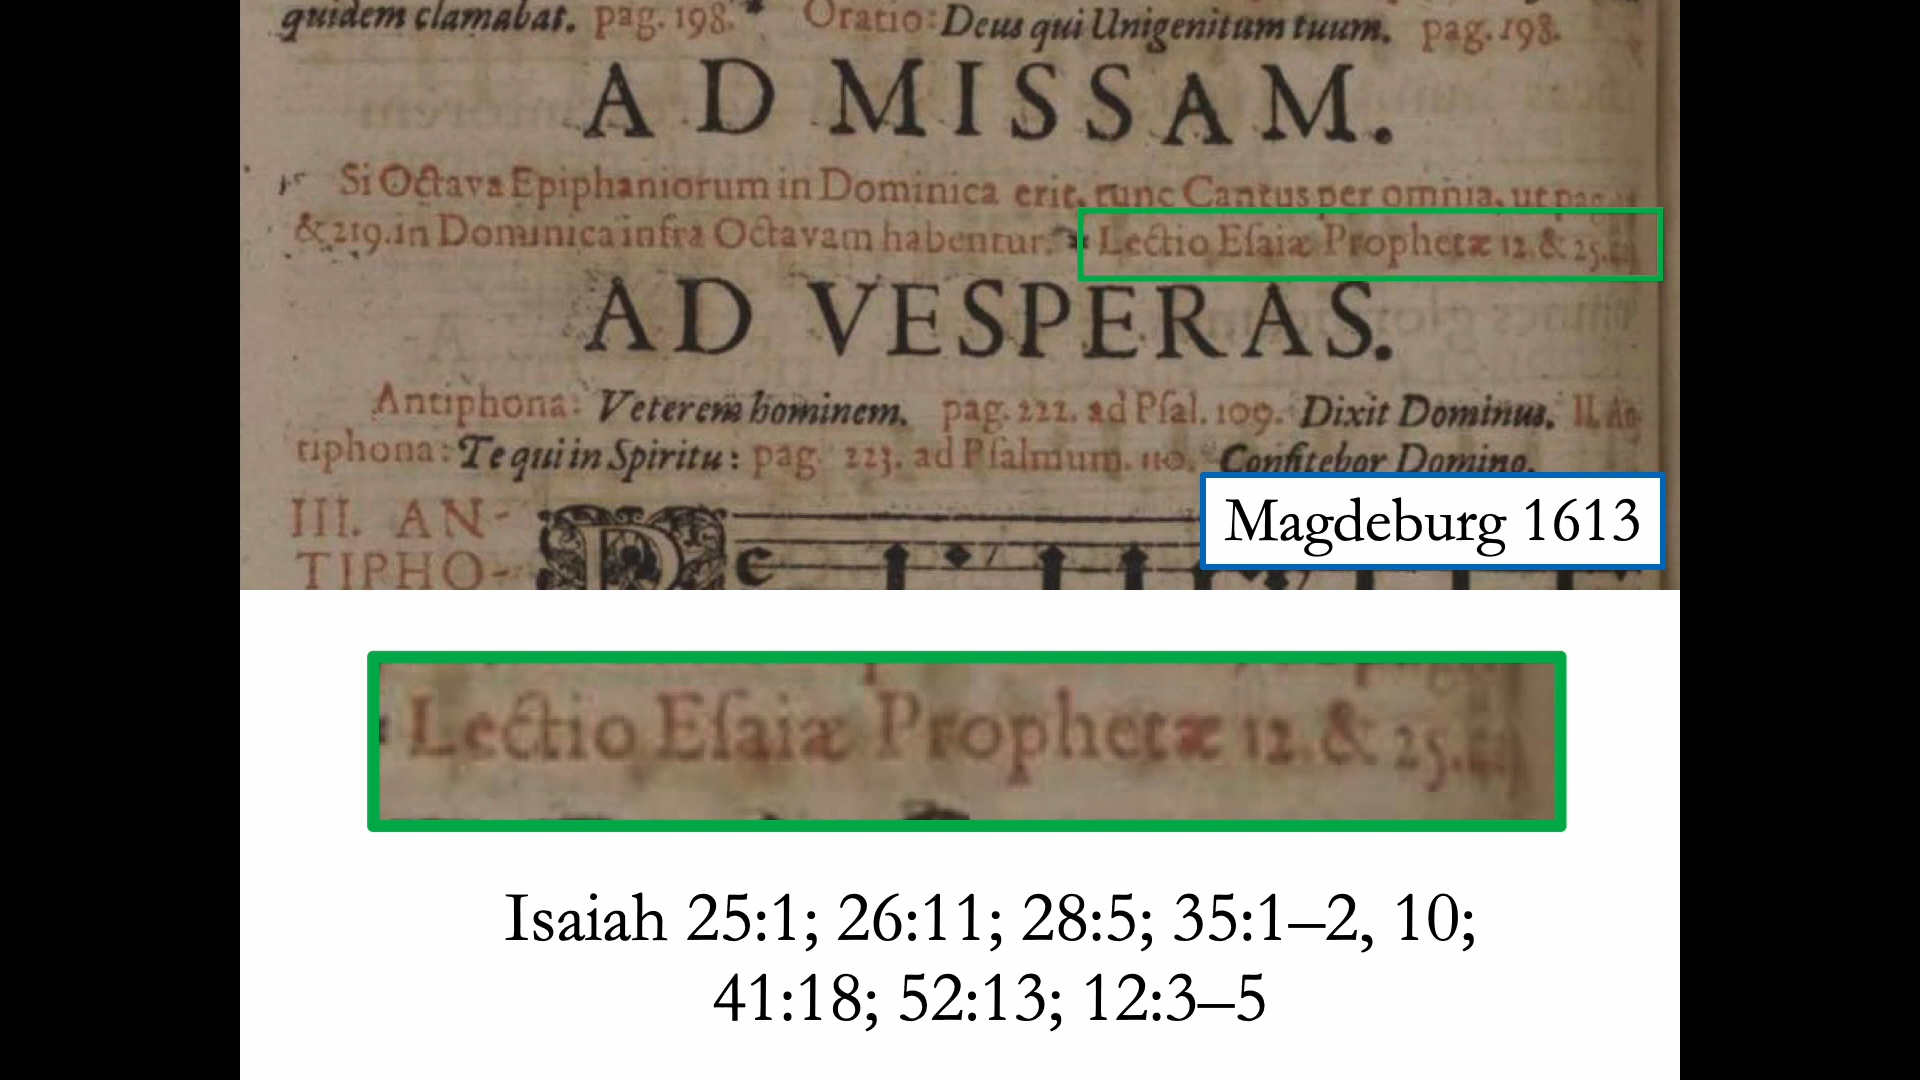 quidem clamabat. pag. 198. * Oratio: Deus qui Unigenitum tuum. pag. 198.
AD MISSAM.
Si Octava Epiphaniorum in Dominica erit, tunc Cantus per omnia, ut pag.
& 219. in Dominica infra Octavam habentur. * Lectio Esaiæ Prophetæ 12. & 25.
AD VESPERAS.
Antiphona: Veterem hominem. pag. 222. ad Psal. 109. Dixit Dominus. II. An-
tiphona: Te qui in Spiritu: pag. 223. ad Psalmum. 110. Confitebor Domino.
III. AN-
TIPHO-
De
Magdeburg 1613
Lectio Esaiæ Prophetæ 12. & 25.
Isaiah 25:1; 26:11; 28:5; 35:1–2, 10;
41:18; 52:13; 12:3–5